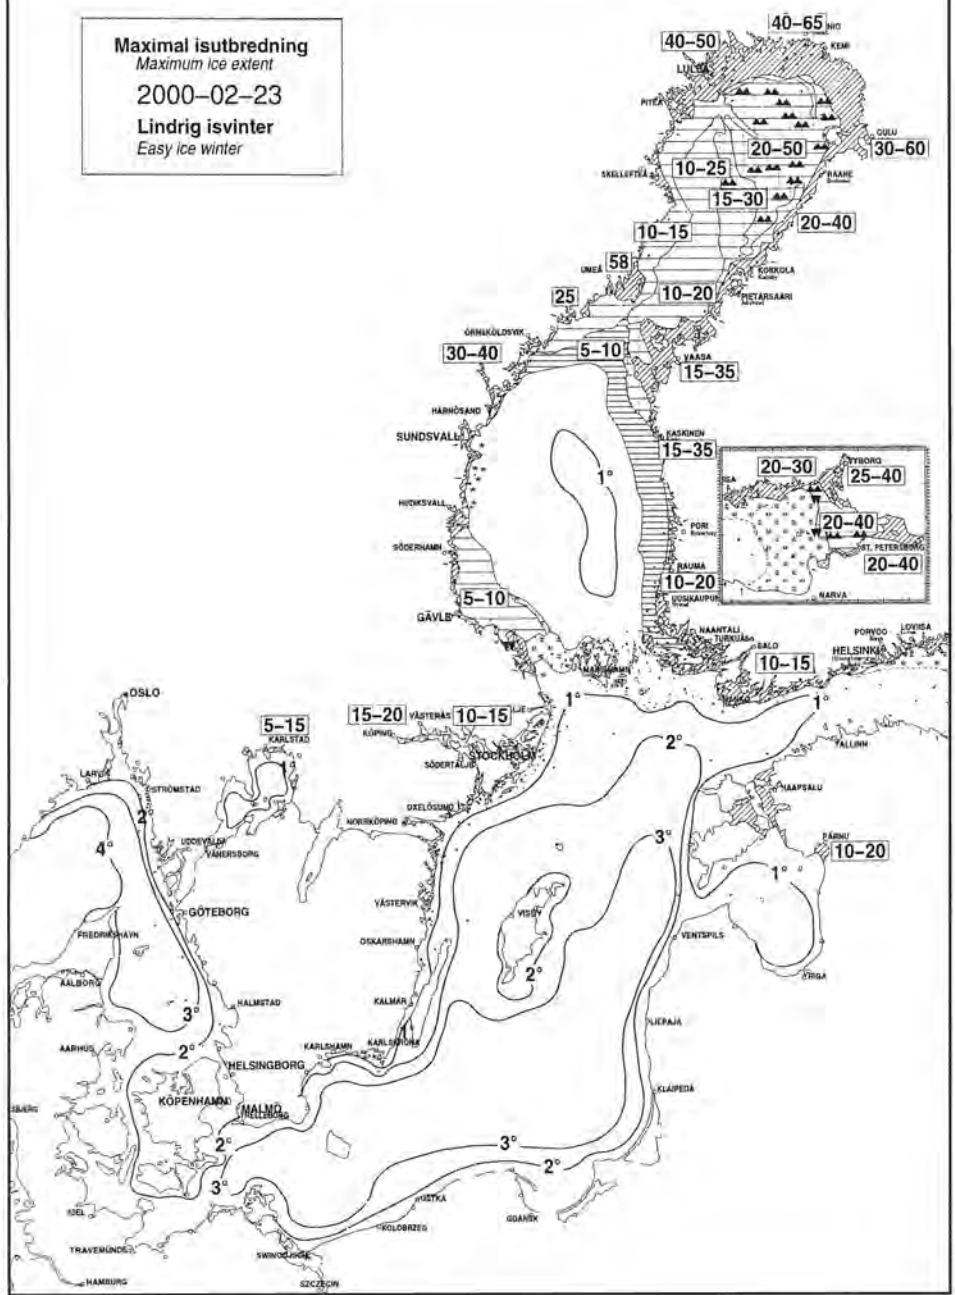 Maximal isutbredning
Maximum ice extent
2000–02–23
Lindrig isvinter
Easy ice winter
40–65
40–50
KEMI
LULEÅ
PITEÅ
OULU
20–50
30–60
10–25
RAAHE
SKELLEFTEÅ
15–30
20–40
10–15
KOKKOLA
58
UMEÅ
10–20
PIETARSAARI
25
ÖRNSKÖLDSVIK
5–10
30–40
VAASA
15–35
HÄRNÖSAND
SUNDSVALL
KASKINEN
15–35
VYBORG
20–30
25–40
1°
HUDIKSVALL
20–40
PORI
SÖDERHAMN
ST. PETERSBURG
20–40
RAUMA
10–20
UUSIKAUPUNKI
NARVA
5–10
GÄVLE
NAANTALI
TURKU
LOVIISA
PORVOO
SALO
HELSINKI
MARIEHAMN
10–15
HANKO
OSLO
1°
1°
5–15
15–20
VÄSTERÅS
10–15
KARLSTAD
KÖPING
2°
TALLINN
STOCKHOLM
SÖDERTÄLJE
LARVIK
1°
STRÖMSTAD
HAAPSALU
OXELÖSUND
2°
NORRKÖPING
UDDEVALLA
VÄNERSBORG
3°
PÄRNU
10–20
4°
1°
VÄSTERVIK
GÖTEBORG
VISBY
FREDRIKSHAVN
VENTSPILS
OSKARSHAMN
AALBORG
2°
RIGA
HALMSTAD
KALMAR
3°
LIEPAJA
1
AARHUS
2°
KARLSHAMN
KARLSKRONA
HELSINGBORG
KLAIPEDA
KÖPENHAMN
MALMÖ
TRELLEBORG
2°
3°
2°
3°
USTKA
GDANSK
KOLOBRZEG
TRAVEMÜNDE
SWINOUJSCIE
HAMBURG
SZCZECIN